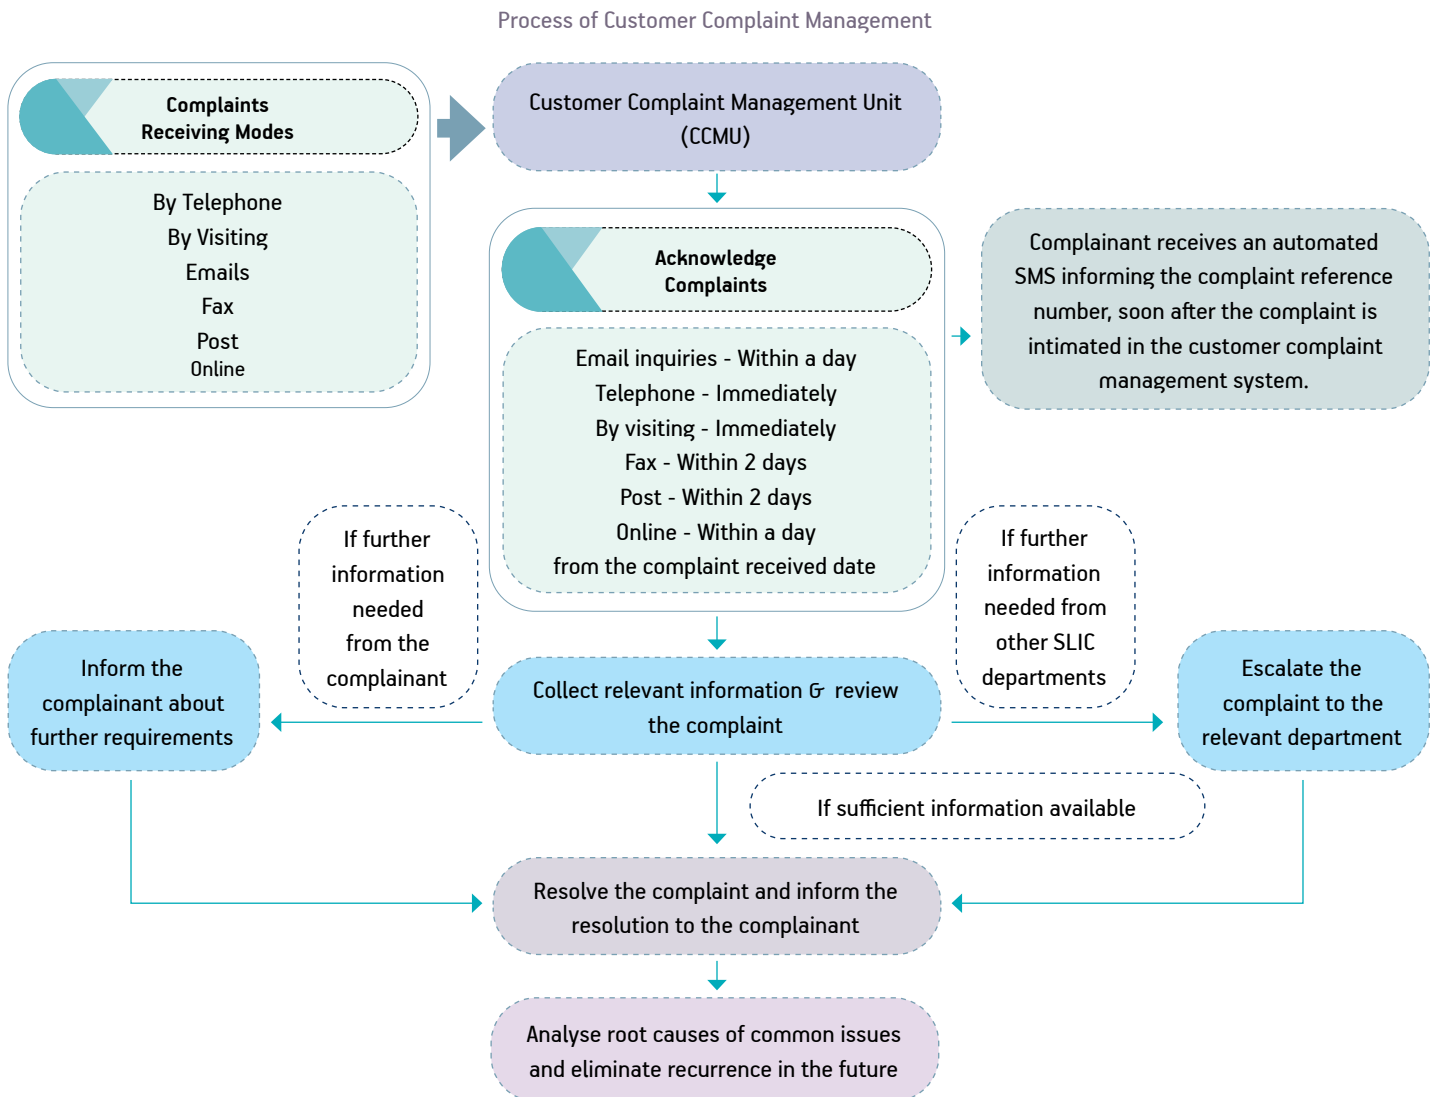 Process of Customer Complaint Management
Complaints
Receiving Modes
By Telephone
By Visiting
Emails
Fax
Post
Online
Customer Complaint Management Unit
(CCMU)
Acknowledge
Complaints
Email inquiries - Within a day
Telephone - Immediately
By visiting - Immediately
Fax - Within 2 days
Post - Within 2 days
Online - Within a day
from the complaint received date
Complainant receives an automated
SMS informing the complaint reference
number, soon after the complaint is
intimated in the customer complaint
management system.
If further
information
needed
from the
complainant
If further
information
needed from
other SLIC
departments
Inform the
complainant about
further requirements
Collect relevant information & review
the complaint
Escalate the
complaint to the
relevant department
If sufficient information available
Resolve the complaint and inform the
resolution to the complainant
Analyse root causes of common issues
and eliminate recurrence in the future